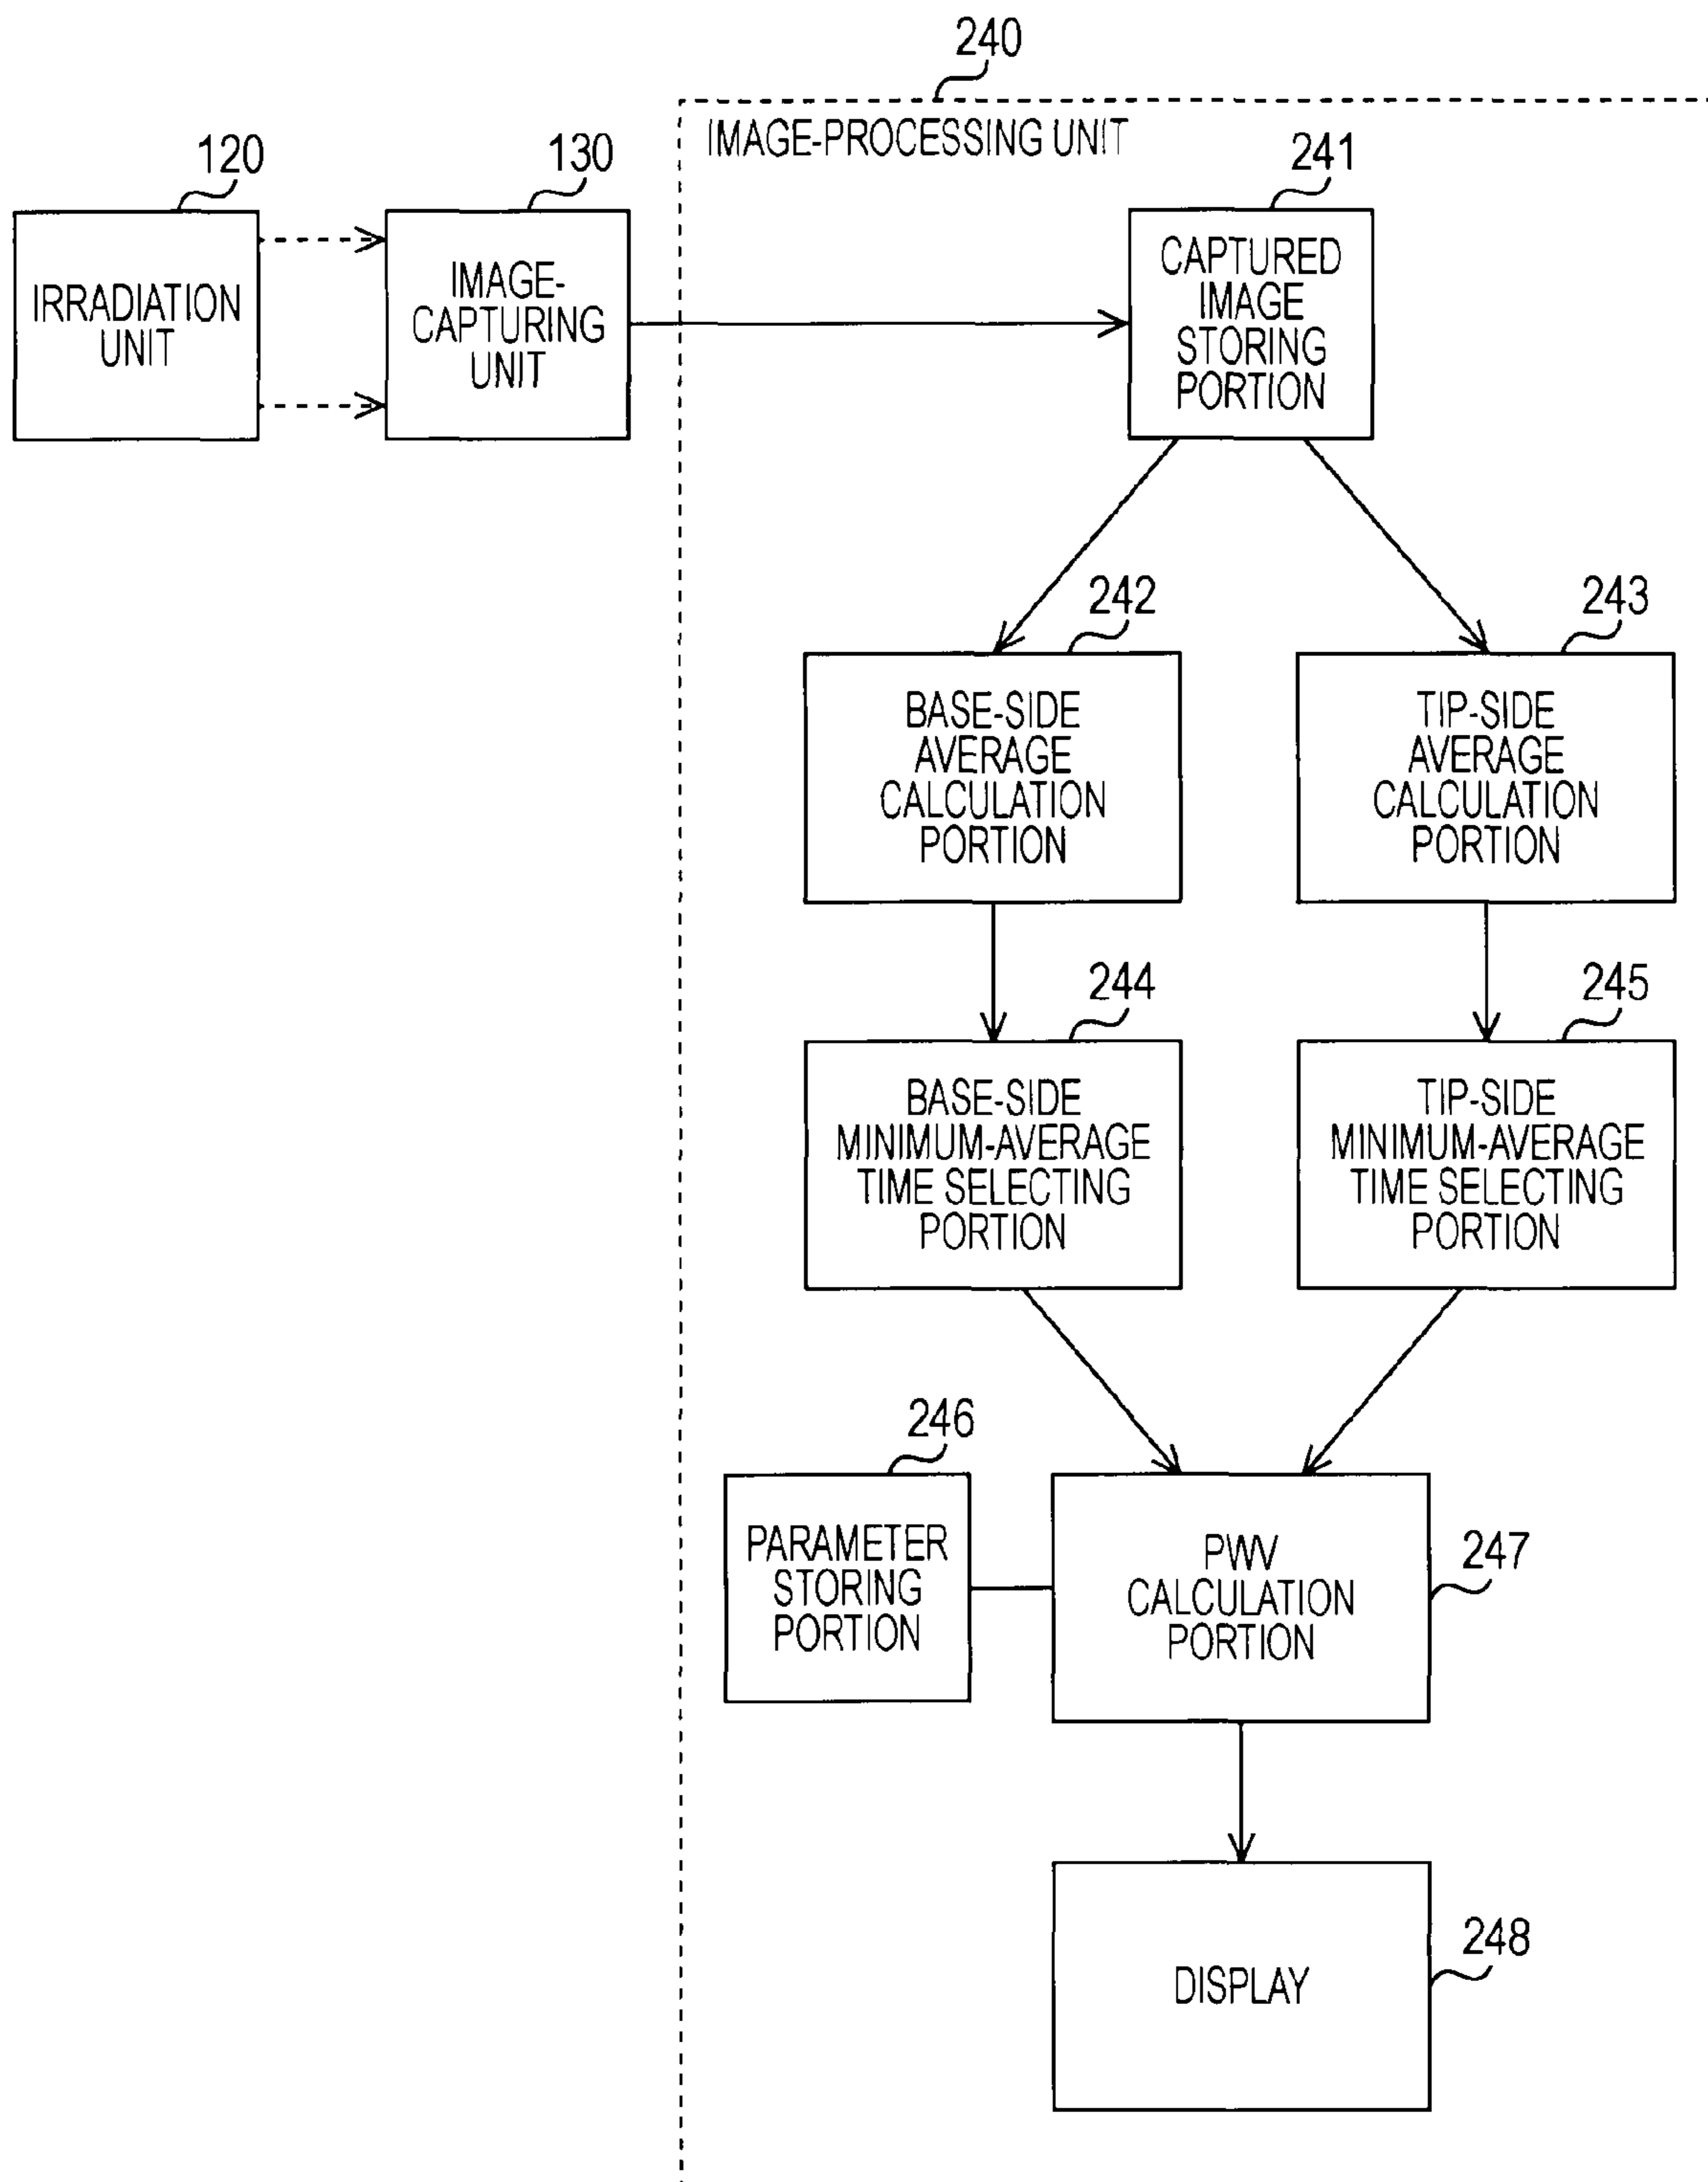 240
IMAGE-PROCESSING UNIT
120
130
241
IRRADIATION
UNIT
IMAGE-
CAPTURING
UNIT
CAPTURED
IMAGE
STORING
PORTION
242
243
BASE-SIDE
AVERAGE
CALCULATION
PORTION
TIP-SIDE
AVERAGE
CALCULATION
PORTION
244
245
BASE-SIDE
MINIMUM-AVERAGE
TIME SELECTING
PORTION
TIP-SIDE
MINIMUM-AVERAGE
TIME SELECTING
PORTION
246
PARAMETER
STORING
PORTION
PWV
CALCULATION
PORTION
247
DISPLAY
248